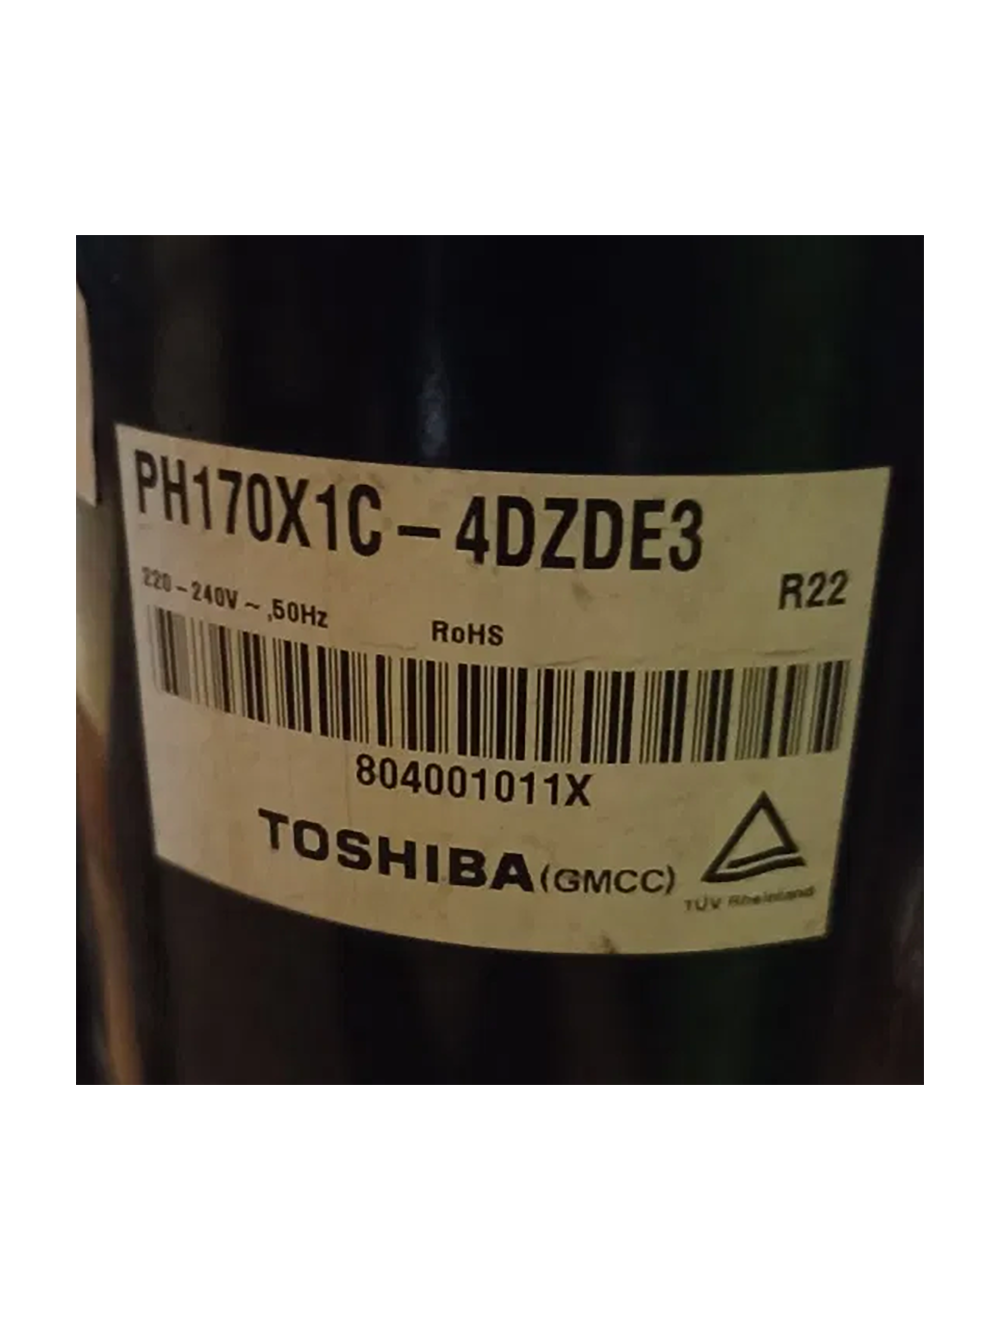 PH170X1C-4DZDE3
220-240V~,50Hz
RoHS
R22
804001011X
TOSHIBA(GMCC)
TÜV Rheinland